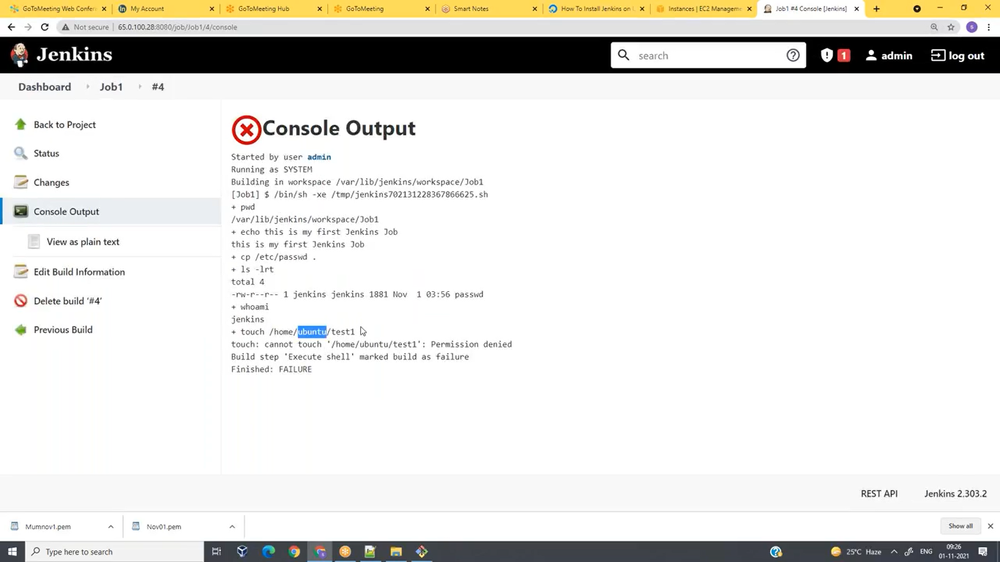 GoToMeeting Web Conferen
My Account
GoToMeeting Hub
GoToMeeting
Smart Notes
How To Install Jenkins on U
Instances | EC2 Manageme
Job1 #4 Console [Jenkins]
Not secure | 65.0.100.28:8080/job/Job1/4/console
S
Jenkins
search
1
admin
log out
Dashboard
Job1
#4
Back to Project
Status
Changes
Console Output
View as plain text
Edit Build Information
Delete build '#4'
Previous Build
Console Output
Started by user admin
Running as SYSTEM
Building in workspace /var/lib/jenkins/workspace/Job1
[Job1] $ /bin/sh -xe /tmp/jenkins702131228367866625.sh
+ pwd
/var/lib/jenkins/workspace/Job1
+ echo this is my first Jenkins Job
this is my first Jenkins Job
+ cp /etc/passwd .
+ ls -lrt
total 4
-rw-r--r-- 1 jenkins jenkins 1881 Nov  1 03:56 passwd
+ whoami
jenkins
+ touch /home/ubuntu/test1
touch: cannot touch '/home/ubuntu/test1': Permission denied
Build step 'Execute shell' marked build as failure
Finished: FAILURE
REST API
Jenkins 2.303.2
Mumnov1.pem
Nov01.pem
Show all
Type here to search
25°C Haze
ENG
09:26
01-11-2021